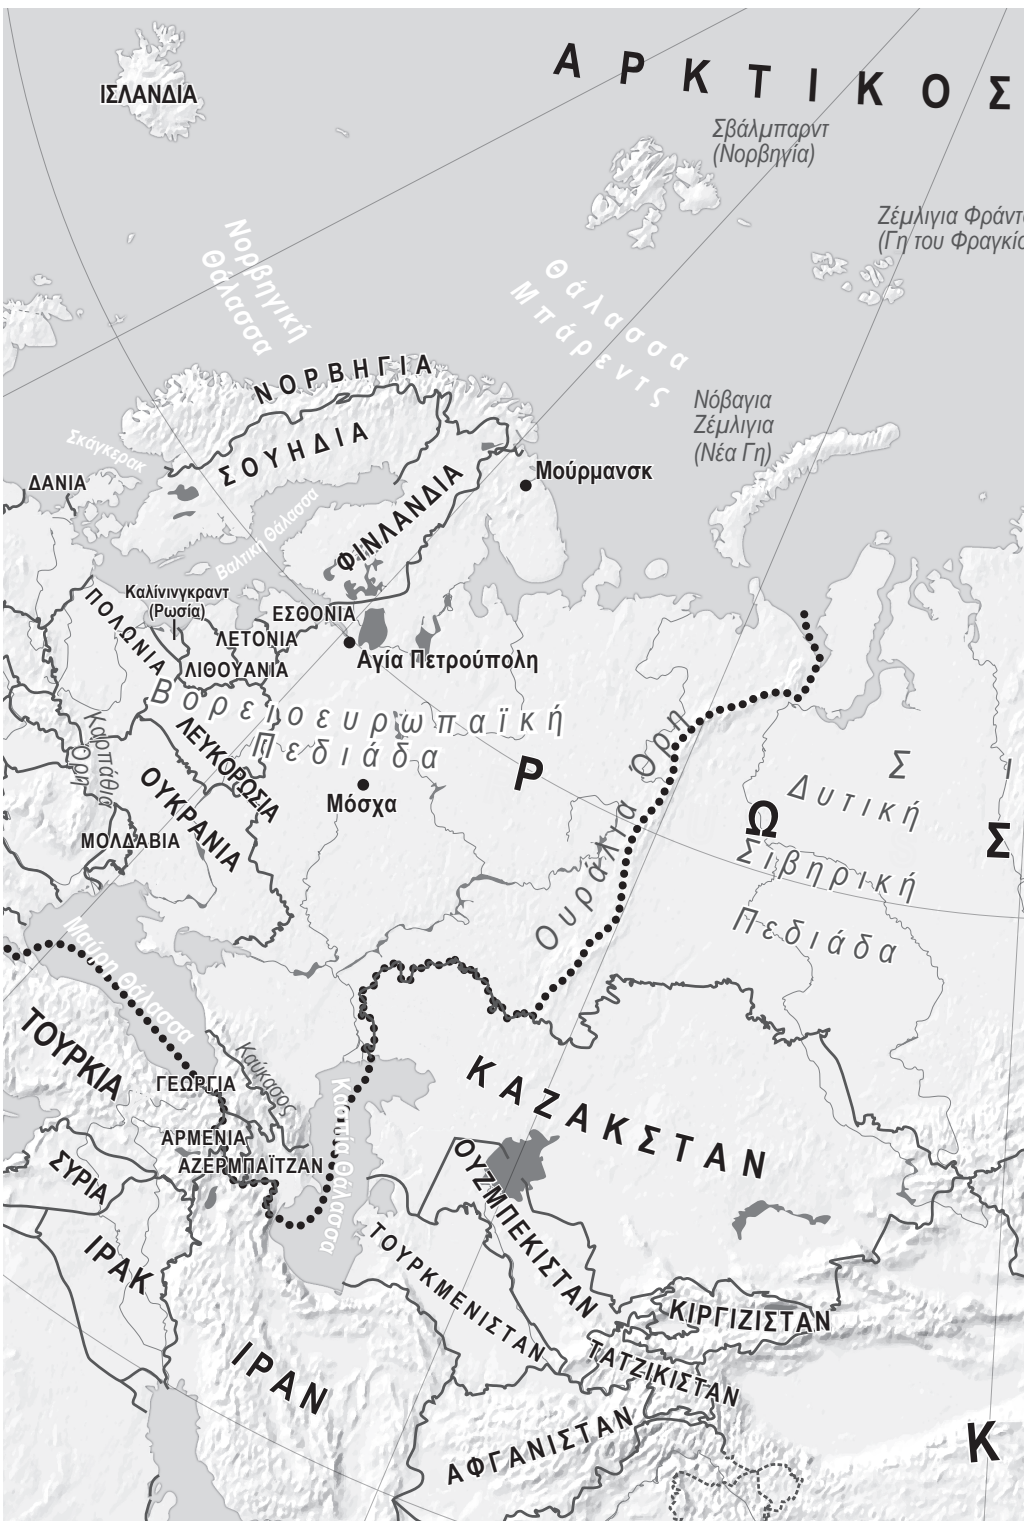 ΑΡΚΤΙΚΟΣ
ΙΣΛΑΝΔΙΑ
Σβάλμπαρντ
(Νορβηγία)
Ζέμλιγια
(Γη του
Νορβηγική
Θάλασσα
Θάλασσα
Μπάρεντς
ΝΟΡΒΗΓΙΑ
Νόβαγια
Ζέμλιγια
(Νέα Γη)
ΣΟΥΗΔΙΑ
Σκάγκερακ
ΔΑΝΙΑ
Μούρμανσκ
ΦΙΝΛΑΝΔΙΑ
Βαλτική Θάλασσα
Καλίνινγκραντ
(Ρωσία)
ΠΟΛΩΝΙΑ
ΕΣΘΟΝΙΑ
ΛΕΤΟΝΙΑ
Αγία Πετρούπολη
ΛΙΘΟΥΑΝΙΑ
Βορειοευρωπαϊκή
Πεδιάδα
ΛΕΥΚΟΡΩΣΙΑ
Καρπάθια
Όρη
ΟΥΚΡΑΝΙΑ
Μόσχα
ΜΟΛΔΑΒΙΑ
Ρ Ω Σ
Σ Ι
Ουράλια Όρη
Δυτική
Σιβηρική
Πεδιάδα
Μαύρη Θάλασσα
ΤΟΥΡΚΙΑ
ΓΕΩΡΓΙΑ
Καύκασος
ΑΡΜΕΝΙΑ
ΑΖΕΡΜΠΑΪΤΖΑΝ
Κασπία Θάλασσα
ΚΑΖΑΚΣΤΑΝ
ΣΥΡΙΑ
ΙΡΑΚ
ΟΥΖΜΠΕΚΙΣΤΑΝ
ΤΟΥΡΚΜΕΝΙΣΤΑΝ
ΚΙΡΓΙΖΙΣΤΑΝ
ΤΑΤΖΙΚΙΣΤΑΝ
ΙΡΑΝ
ΑΦΓΑΝΙΣΤΑΝ
Κ